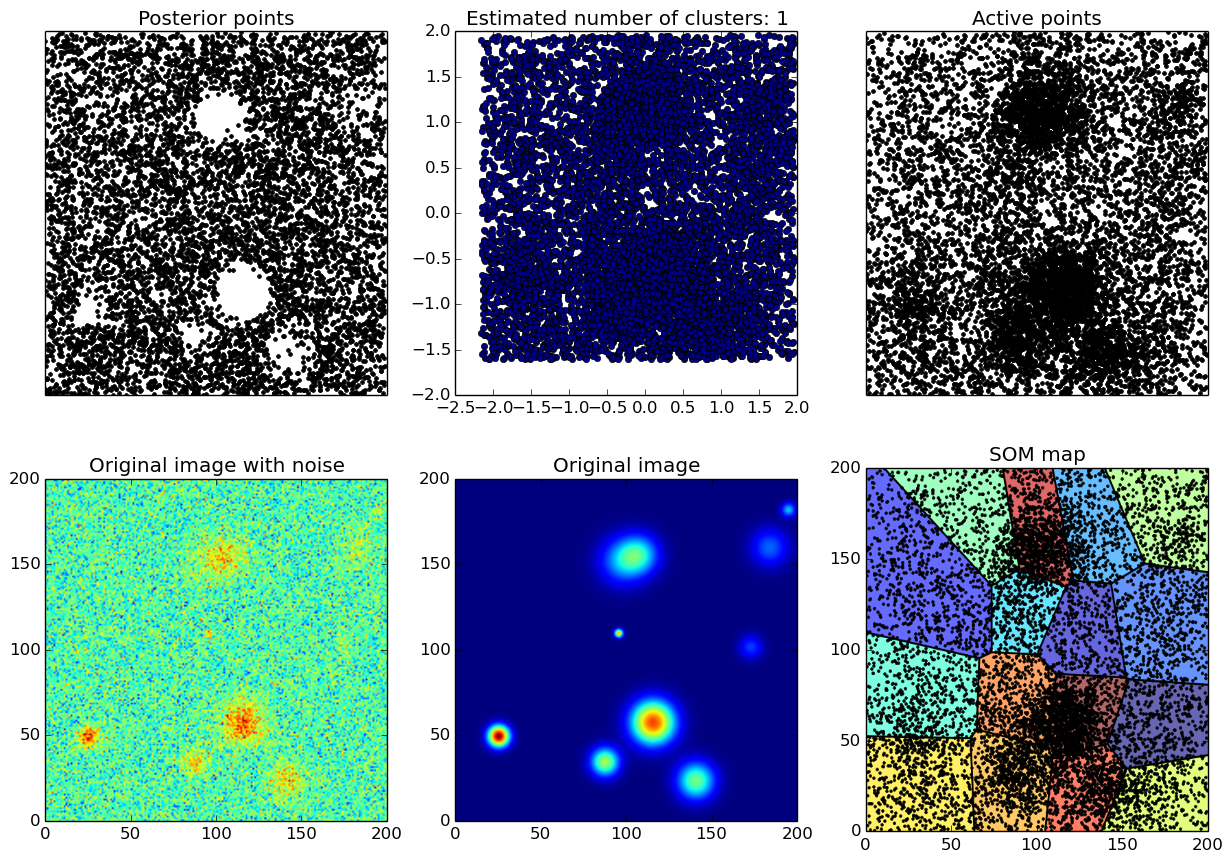 Posterior points
Estimated number of clusters: 1
Active points
2.0
1.5
1.0
0.5
0.0
−0.5
−1.0
−1.5
−2.0
−2.5 −2.0 −1.5 −1.0 −0.5 0.0 0.5 1.0 1.5 2.0
Original image with noise
Original image
SOM map
200
150
100
50
0
0 50 100 150 200
200
150
100
50
0
0 50 100 150 200
200
150
100
50
0
0 50 100 150 200